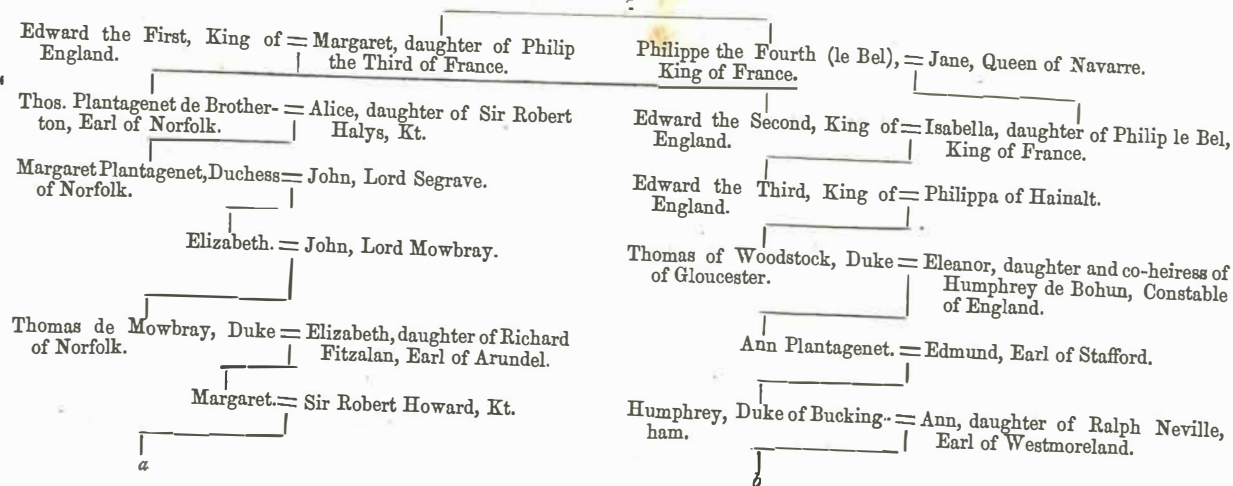 Edward the First, King of = Margaret, daughter of Philip
England.
the Third of France.
Philippe the Fourth (le Bel), = Jane, Queen of Navarre.
King of France.
Thos. Plantagenet de Brother- = Alice, daughter of Sir Robert
ton, Earl of Norfolk.
Halys, Kt.
Edward the Second, King of = Isabella, daughter of Philip le Bel,
England.
King of France.
Margaret Plantagenet, Duchess = John, Lord Segrave.
of Norfolk.
Edward the Third, King of = Philippa of Hainalt.
England.
Elizabeth. = John, Lord Mowbray.
Thomas of Woodstock, Duke = Eleanor, daughter and co-heiress of
of Gloucester.
Humphrey de Bohun, Constable
of England.
Thomas de Mowbray, Duke = Elizabeth, daughter of Richard
of Norfolk.
Fitzalan, Earl of Arundel.
Ann Plantagenet. = Edmund, Earl of Stafford.
Margaret. = Sir Robert Howard, Kt.
Humphrey, Duke of Bucking- = Ann, daughter of Ralph Neville,
ham.
Earl of Westmoreland.
a
b